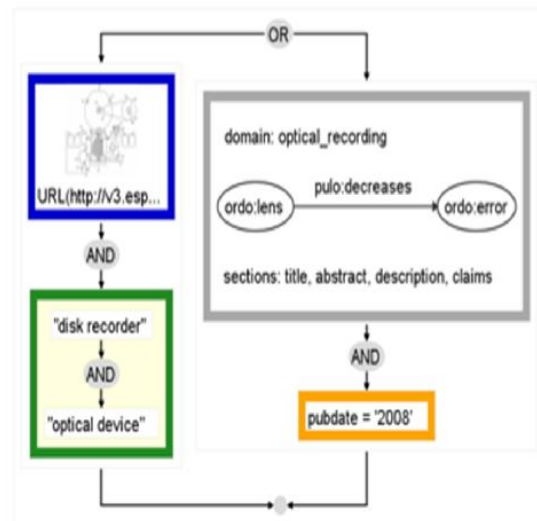 OR
URL(http://v3.esp...
AND
"disk recorder"
AND
"optical device"
domain: optical_recording
ordo:lens
pulo:decreases
ordo:error
sections: title, abstract, description, claims
AND
pubdate = '2008'